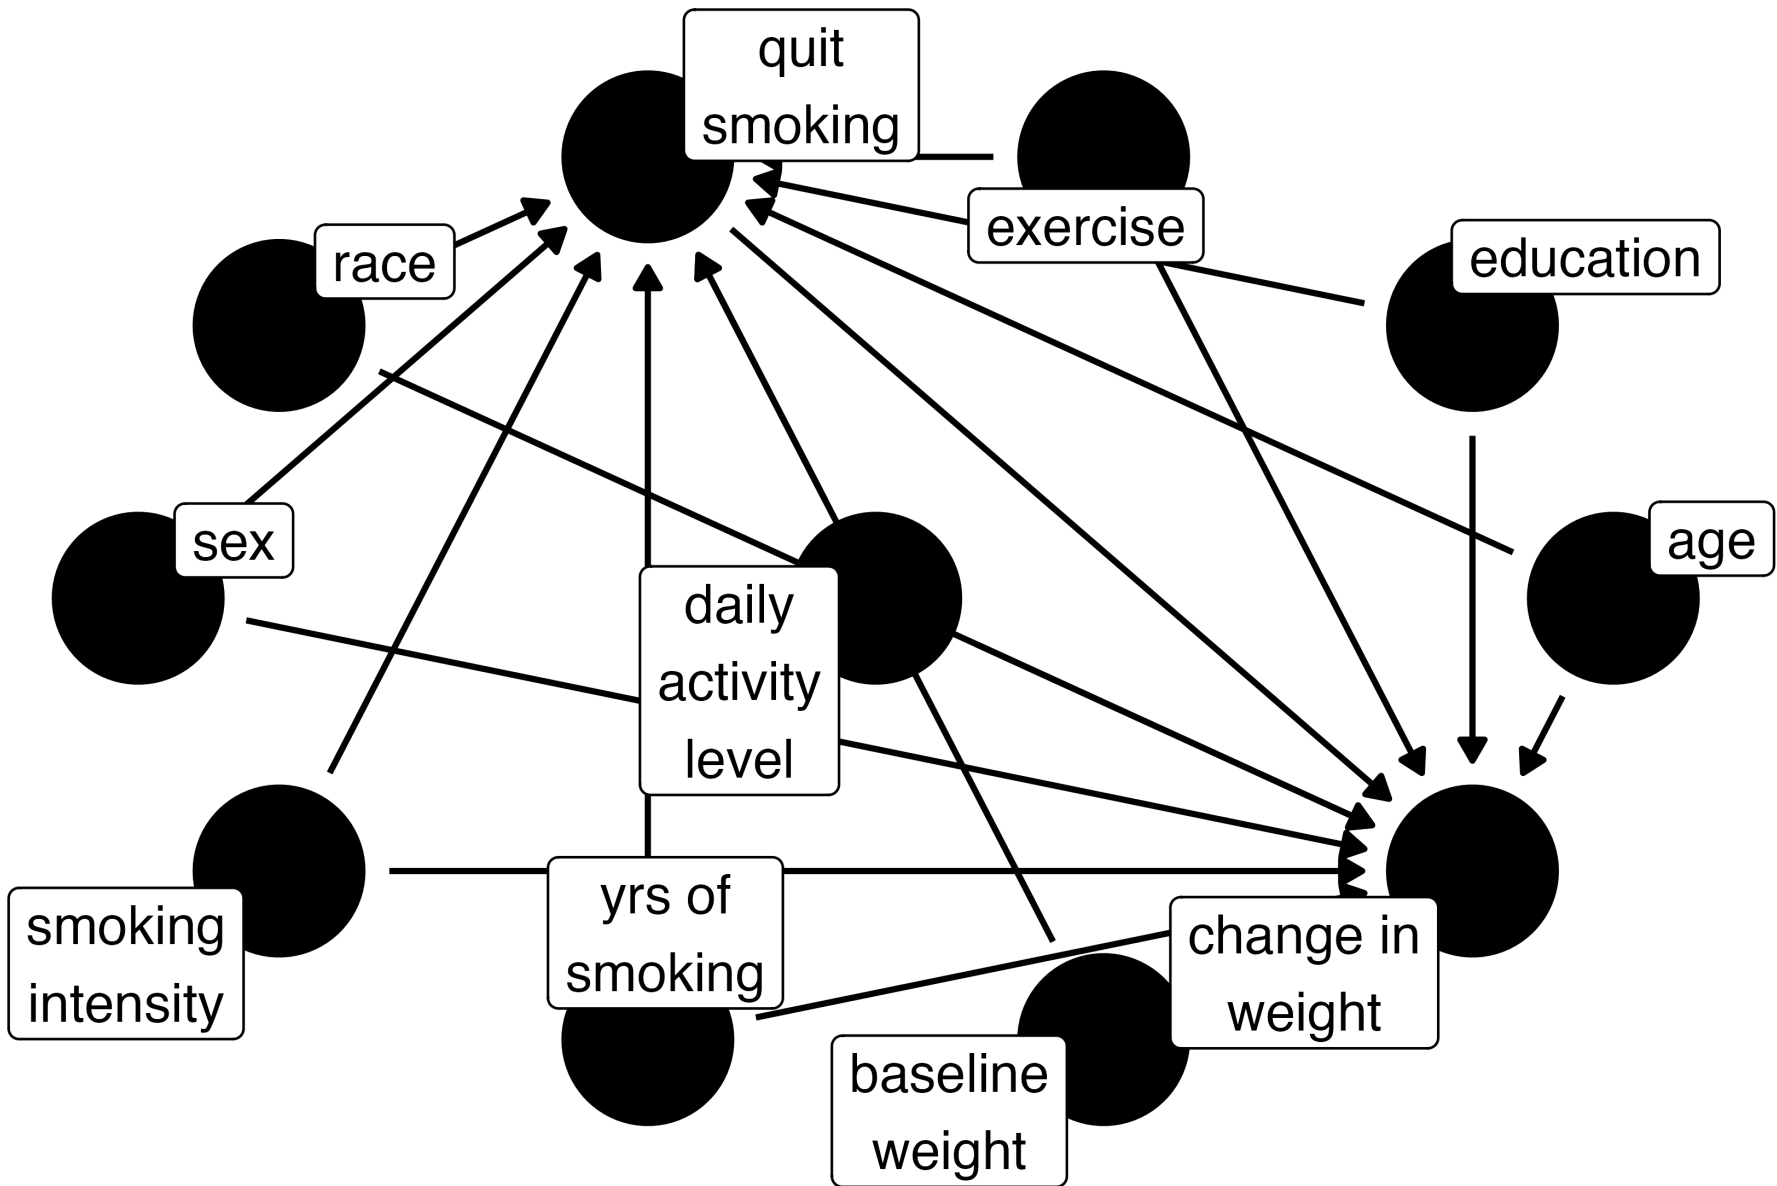 quit
smoking
exercise
race
education
sex
age
daily
activity
level
smoking
intensity
yrs of
smoking
change in
weight
baseline
weight